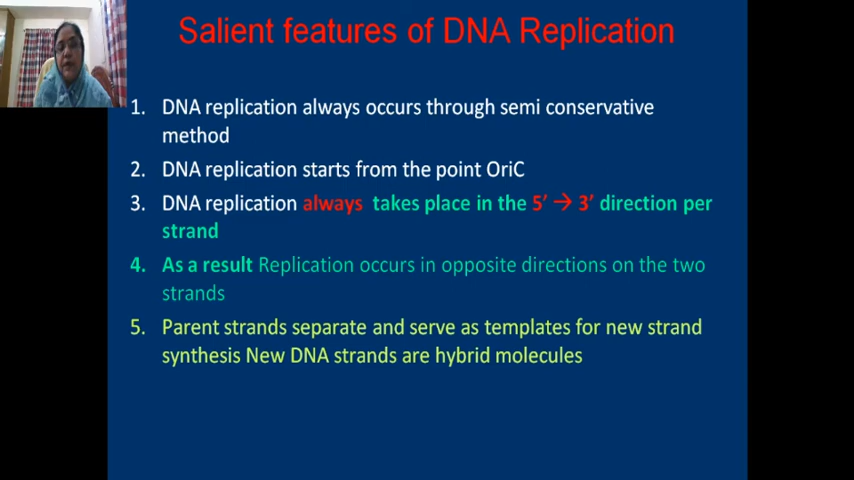 Salient features of DNA Replication
1. DNA replication always occurs through semi conservative
method
2. DNA replication starts from the point OriC
3. DNA replication always takes place in the 5’ → 3’ direction per
strand
4. As a result Replication occurs in opposite directions on the two
strands
5. Parent strands separate and serve as templates for new strand
synthesis New DNA strands are hybrid molecules